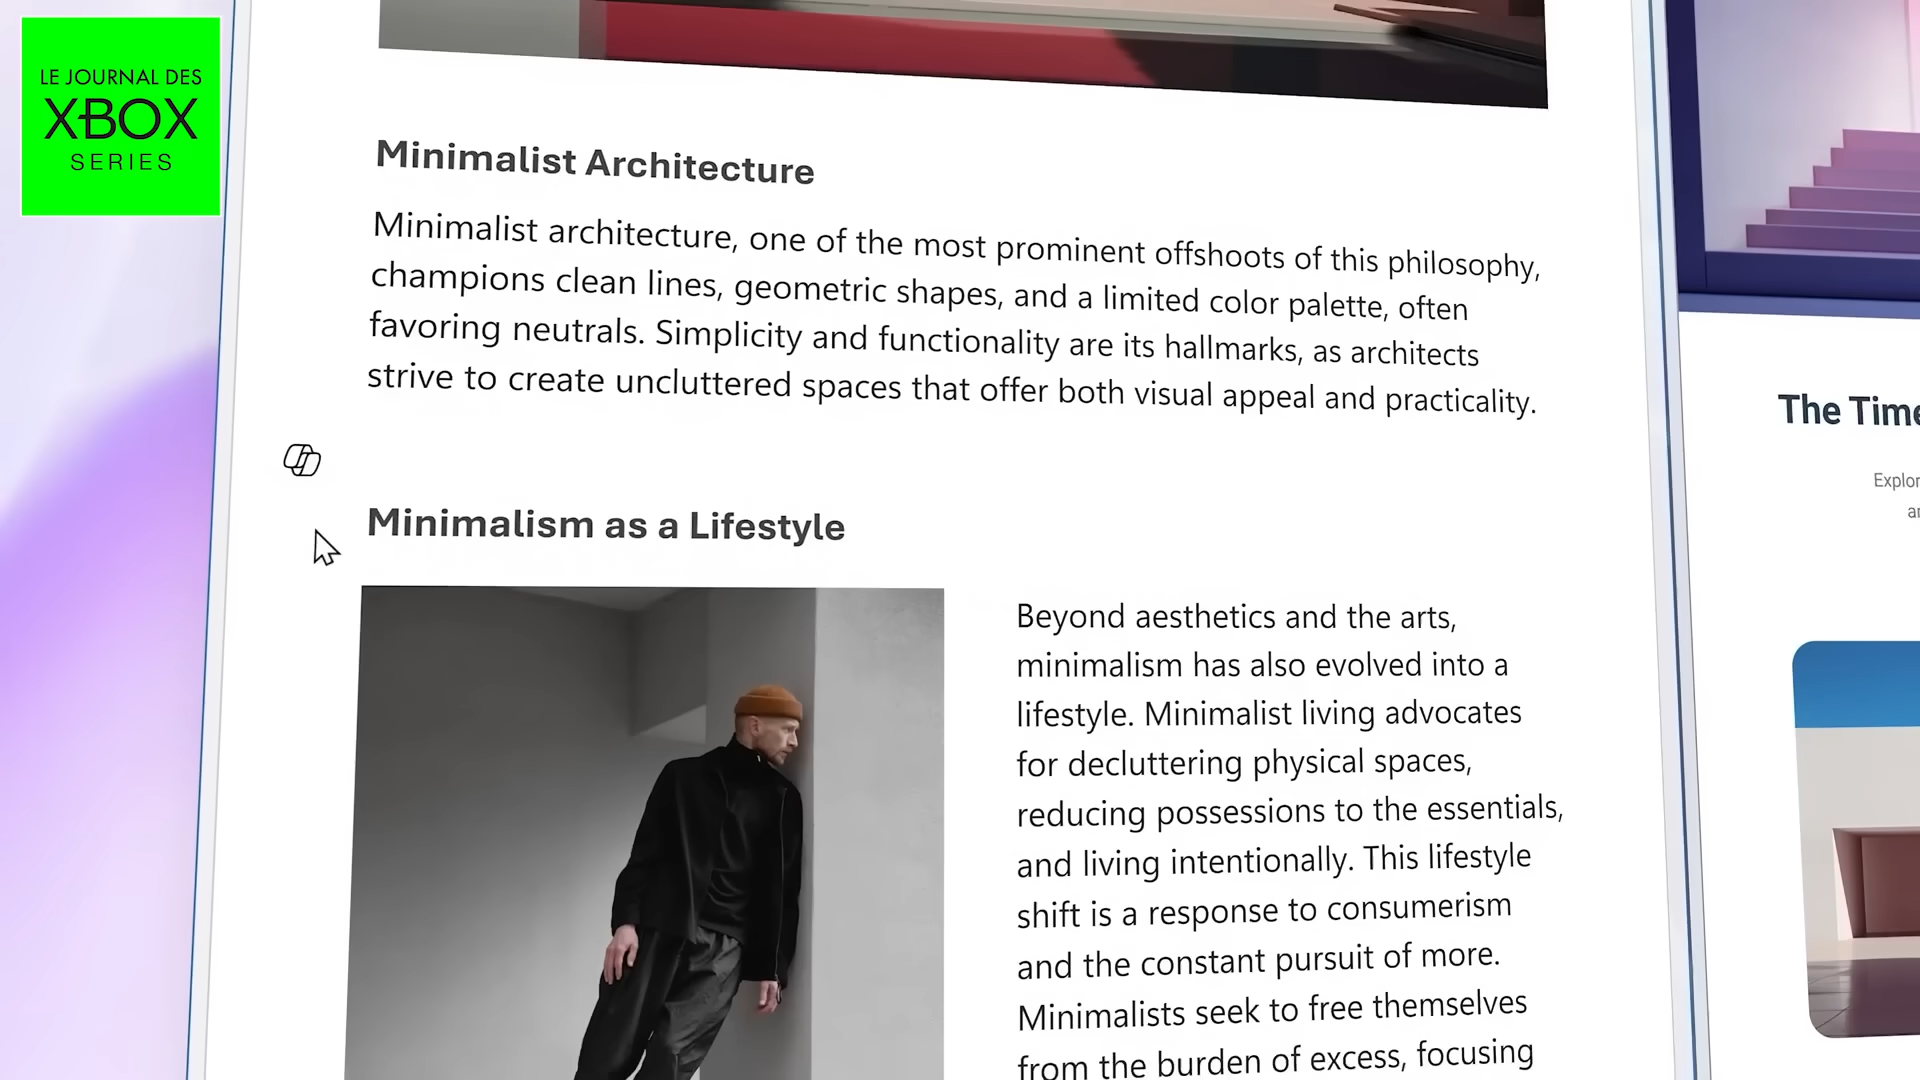 LE JOURNAL DES
XBOX
SERIES
Minimalist Architecture
Minimalist architecture, one of the most prominent offshoots of this philosophy,
champions clean lines, geometric shapes, and a limited color palette, often
favoring neutrals. Simplicity and functionality are its hallmarks, as architects
strive to create uncluttered spaces that offer both visual appeal and practicality.
Minimalism as a Lifestyle
Beyond aesthetics and the arts,
minimalism has also evolved into a
lifestyle. Minimalist living advocates
for decluttering physical spaces,
reducing possessions to the essentials,
and living intentionally. This lifestyle
shift is a response to consumerism
and the constant pursuit of more.
Minimalists seek to free themselves
from the burden of excess, focusing
The